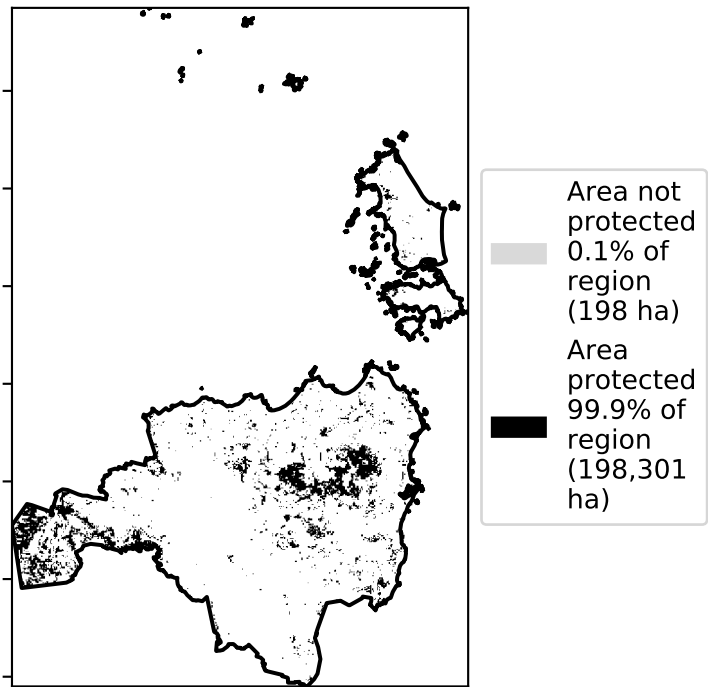 Area not
protected
0.1% of
region
(198 ha)
Area
protected
99.9% of
region
(198,301
ha)